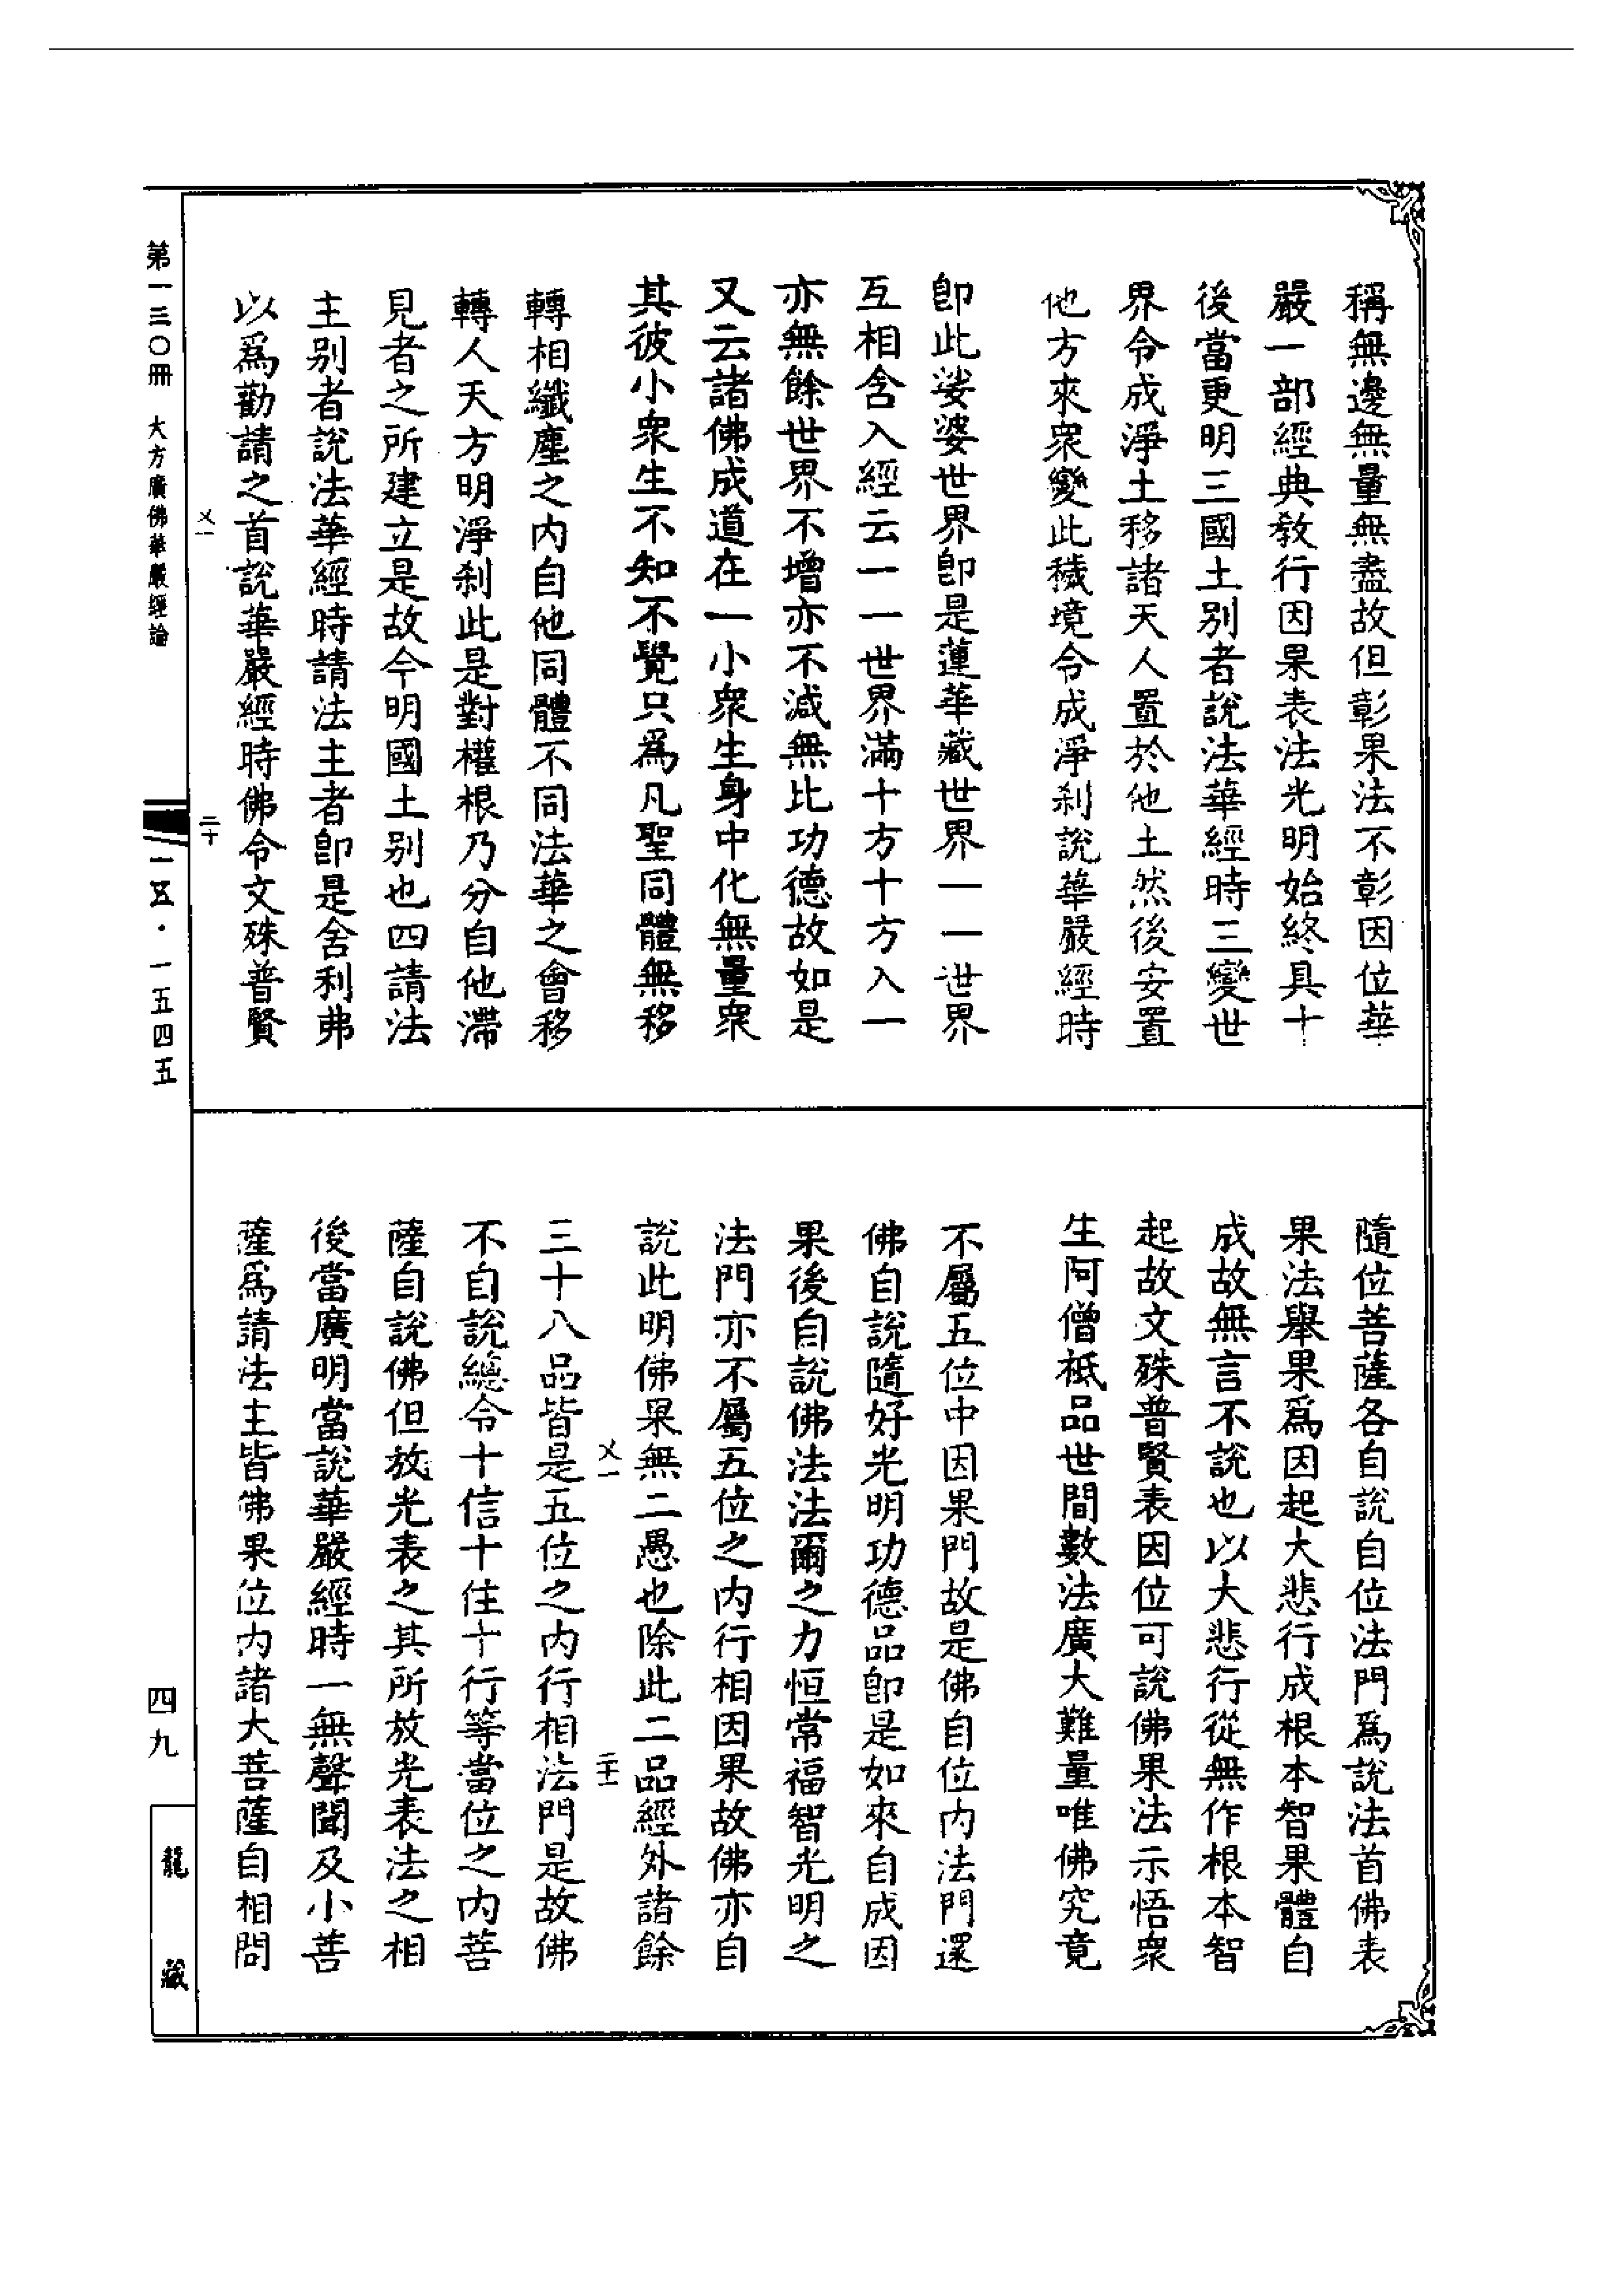 稱無邊無量無盡故但彰果法不彰因位華
嚴一部經典教行因果表法光明始終具十
後當更明三國土別者說法華經時三變世
界令成淨土移諸天人置於他土然後安置
他方來衆變此穢境令成淨刹說華嚴經時
卽此娑婆世界卽是蓮華藏世界一一世界
互相含入經云一一世界滿十方十方入一
亦無餘世界不增亦不減無比功德故如是
又云諸佛成道在一小衆生身中化無量衆
其彼小衆生不知不覺只爲凡聖同體無移
轉相纖塵之內自他同體不同法華之會移
轉人天方明淨刹此是對權根乃分自他滯
見者之所建立是故今明國土別也四請法
主別者說法華經時請法主者卽是舍利弗
以爲勸請之首說華嚴經時佛令文殊普賢
隨位菩薩各自說自位法門爲說法首佛表
果法舉果爲因起大悲行成根本智果體自
成故無言不說也以大悲行從無作根本智
起故文殊普賢表因位可說佛果法示悟衆
生阿僧祇品世間數法廣大難量唯佛究竟
不屬五位中因果門故是佛自位內法門還
佛自說隨好光明功德品卽是如來自成因
果後自說佛法法爾之力恒常福智光明之
法門亦不屬五位之內行相因果故佛亦自
說此明佛果無二愚也除此二品經外諸餘
三十八品皆是五位之內行相法門是故佛
不自說總令十信十住十行等當位之內菩
薩自說佛但放光表之其所放光表法之相
後當廣明當說華嚴經時一無聲聞及小菩
薩爲請法主皆佛果位內諸大菩薩自相問
乂一
二十
乂一
二十一
第一三〇冊 大方廣佛華嚴經論
一五·一五四五
四九
龍藏